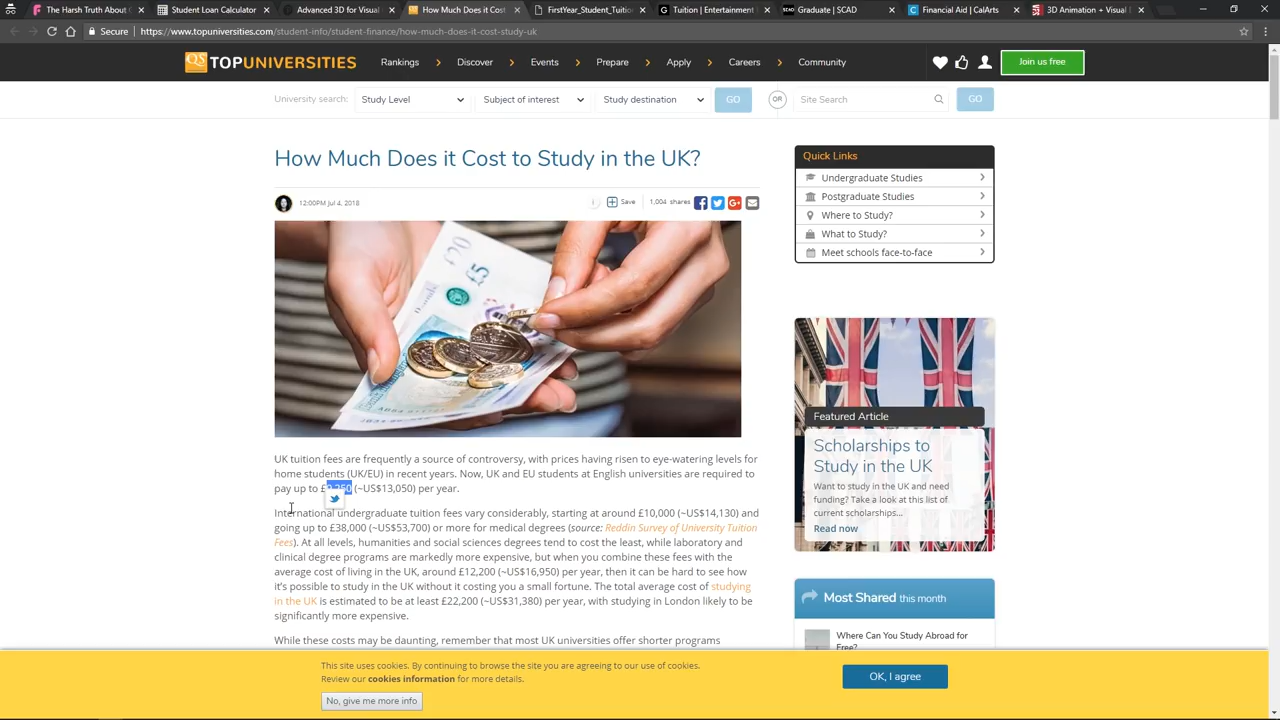 The Harsh Truth About t
Student Loan Calculator
Advanced 3D for Visual
How Much Does it Cost
FirstYear_Student_Tuitio
Tuition | Entertainment
SCAD
Graduate | SCAD
Financial Aid | CalArts
3D Animation + Visual E
Secure
https://www.topuniversities.com/student-info/student-finance/how-much-does-it-cost-study-uk
QS TOPUNIVERSITIES
Rankings
Discover
Events
Prepare
Apply
Careers
Community
Join us free
University search:
Study Level
Subject of interest
Study destination
GO
OR
Site Search
GO
How Much Does it Cost to Study in the UK?
12:00PM Jul 4, 2018
Save
1,004 shares
Quick Links
Undergraduate Studies
Postgraduate Studies
Where to Study?
What to Study?
Meet schools face-to-face
UK tuition fees are frequently a source of controversy, with prices having risen to eye-watering levels for
home students (UK/EU) in recent years. Now, UK and EU students at English universities are required to
pay up to (~US$13,050) per year.
International undergraduate tuition fees vary considerably, starting at around £10,000 (~US$14,130) and
going up to £38,000 (~US$53,700) or more for medical degrees (source: Reddin Survey of University Tuition
Fees). At all levels, humanities and social sciences degrees tend to cost the least, while laboratory and
clinical degree programs are markedly more expensive, but when you combine these fees with the
average cost of living in the UK, around £12,200 (~US$16,950) per year, then it can be hard to see how
it's possible to study in the UK without it costing you a small fortune. The total average cost of studying
in the UK is estimated to be at least £22,200 (~US$31,380) per year, with studying in London likely to be
significantly more expensive.
While these costs may be daunting, remember that most UK universities offer shorter programs
Featured Article
Scholarships to
Study in the UK
Want to study in the UK and need
funding? Take a look at this list of
current scholarships...
Read now
Most Shared this month
Where Can You Study Abroad for
Free?
This site uses cookies. By continuing to browse the site you are agreeing to our use of cookies.
Review our cookies information for more details.
No, give me more info
OK, I agree